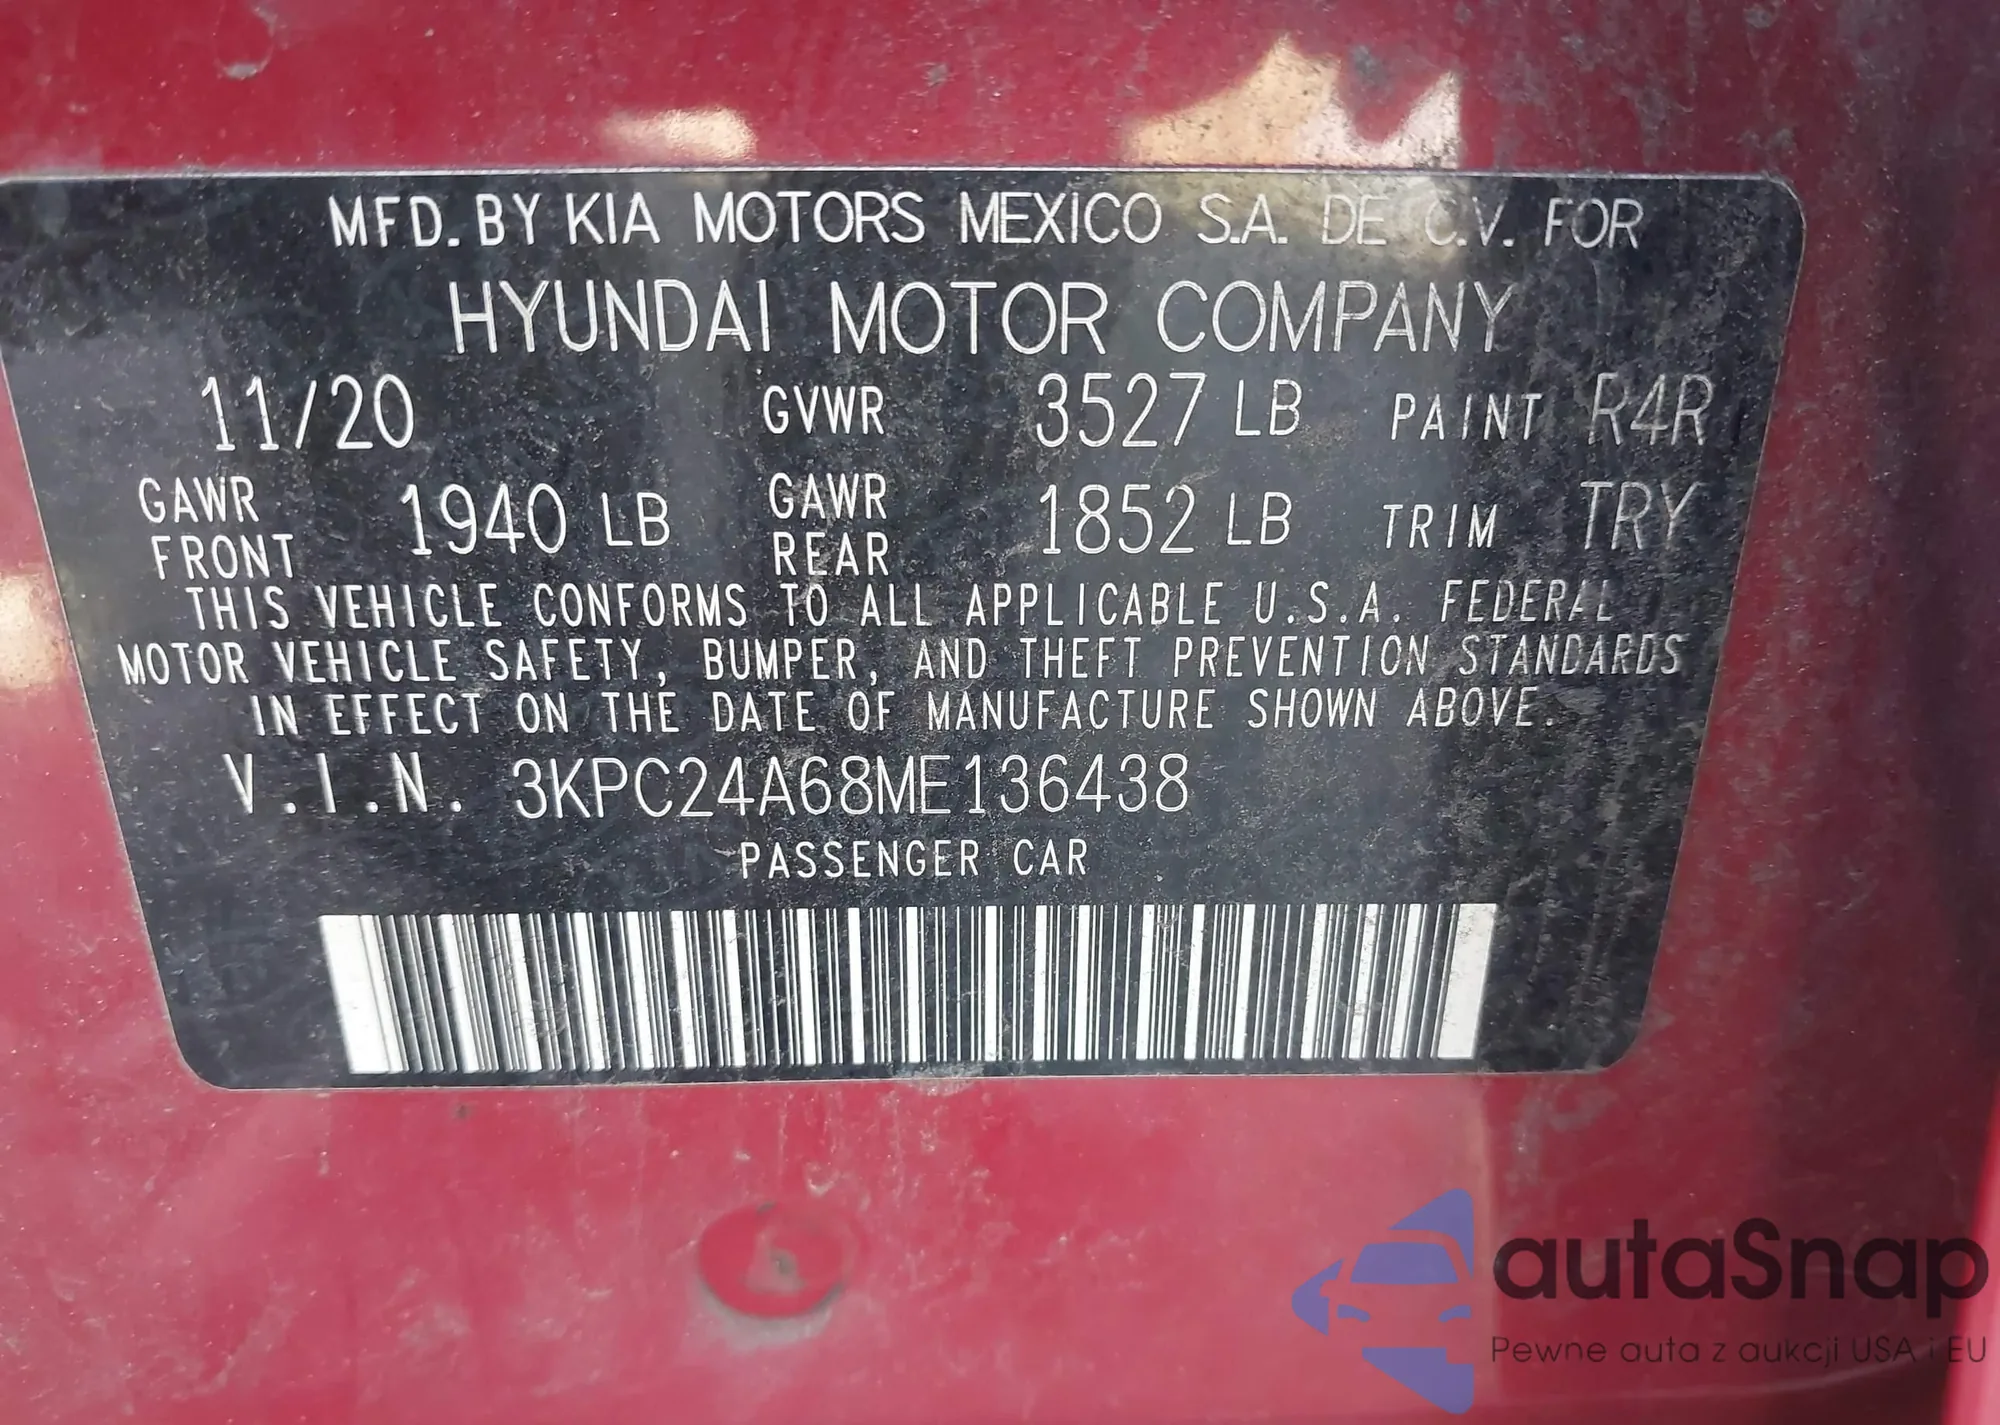 MFD. BY KIA MOTORS MEXICO S.A. DE C.V. FOR
HYUNDAI MOTOR COMPANY
11/20 GVWR 3527 LB PAINT R4R
GAWR FRONT 1940 LB GAWR REAR 1852 LB TRIM TRY
THIS VEHICLE CONFORMS TO ALL APPLICABLE U.S.A. FEDERAL
MOTOR VEHICLE SAFETY, BUMPER, AND THEFT PREVENTION STANDARDS
IN EFFECT ON THE DATE OF MANUFACTURE SHOWN ABOVE.
V.I.N. 3KPC24A68ME136438
PASSENGER CAR
autaSnap
Pewne auta z aukcji USA i EU